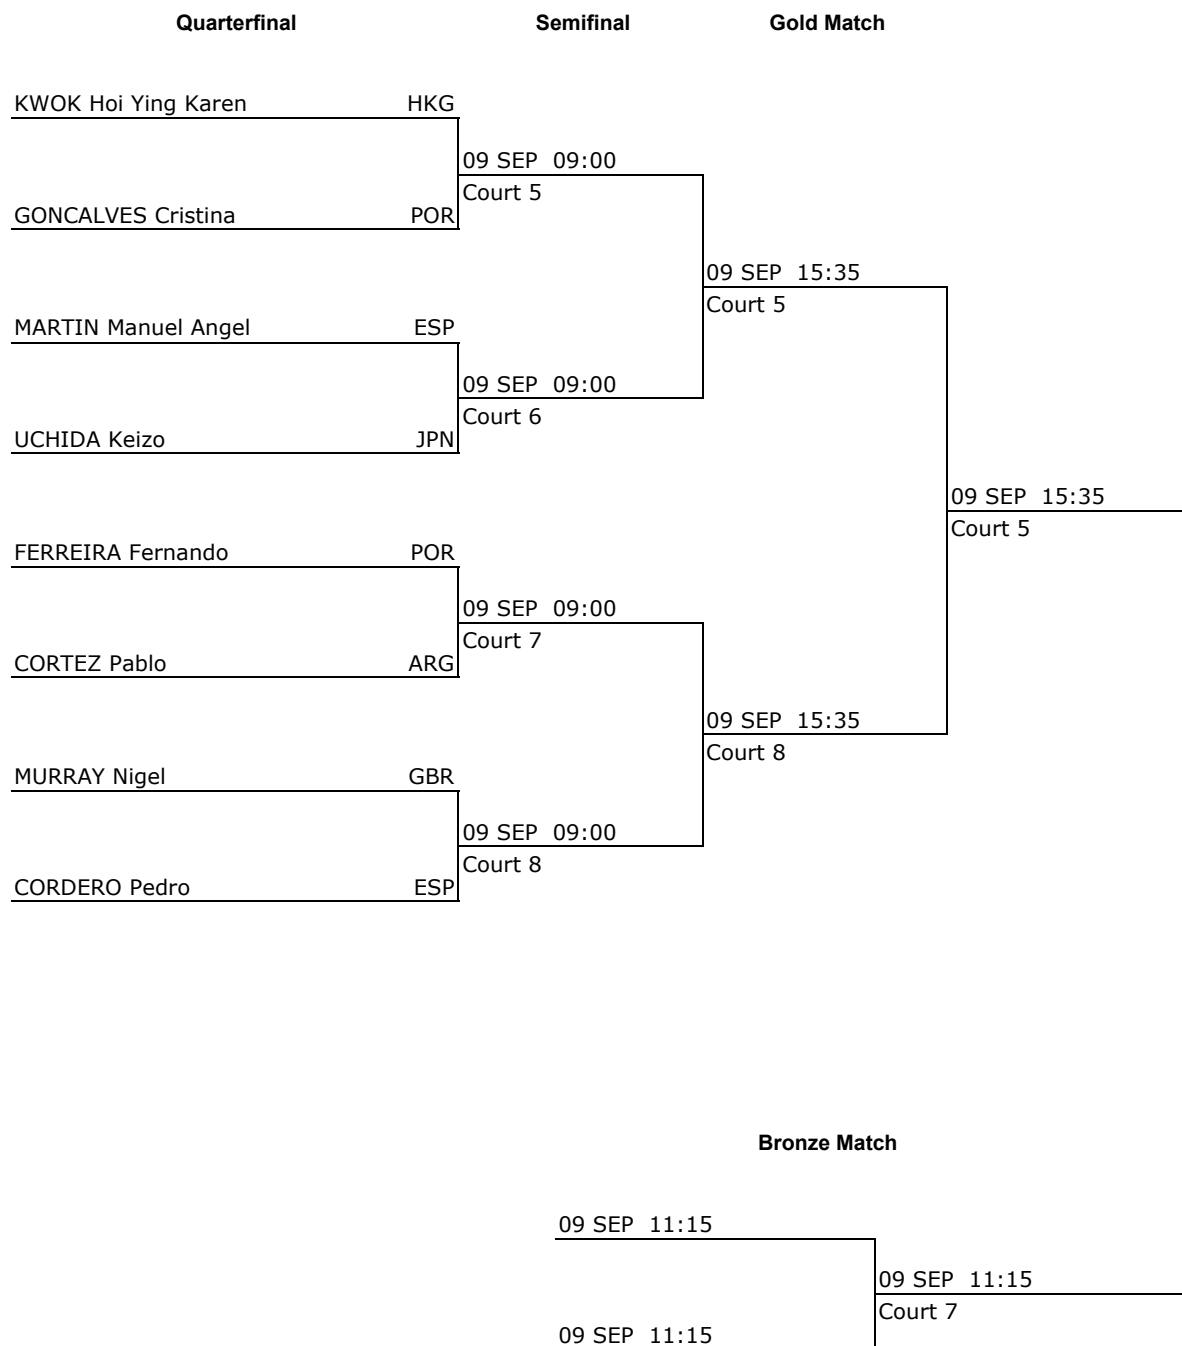 Quarterfinal Semifinal Gold Match
KWOK Hoi Ying Karen HKG
09 SEP 09:00
Court 5
GONCALVES Cristina POR
09 SEP 15:35
Court 5
MARTIN Manuel Angel ESP
09 SEP 09:00
Court 6
UCHIDA Keizo JPN
09 SEP 15:35
Court 5
FERREIRA Fernando POR
09 SEP 09:00
Court 7
CORTEZ Pablo ARG
09 SEP 15:35
Court 8
MURRAY Nigel GBR
09 SEP 09:00
Court 8
CORDERO Pedro ESP
Bronze Match
09 SEP 11:15
09 SEP 11:15
Court 7
09 SEP 11:15